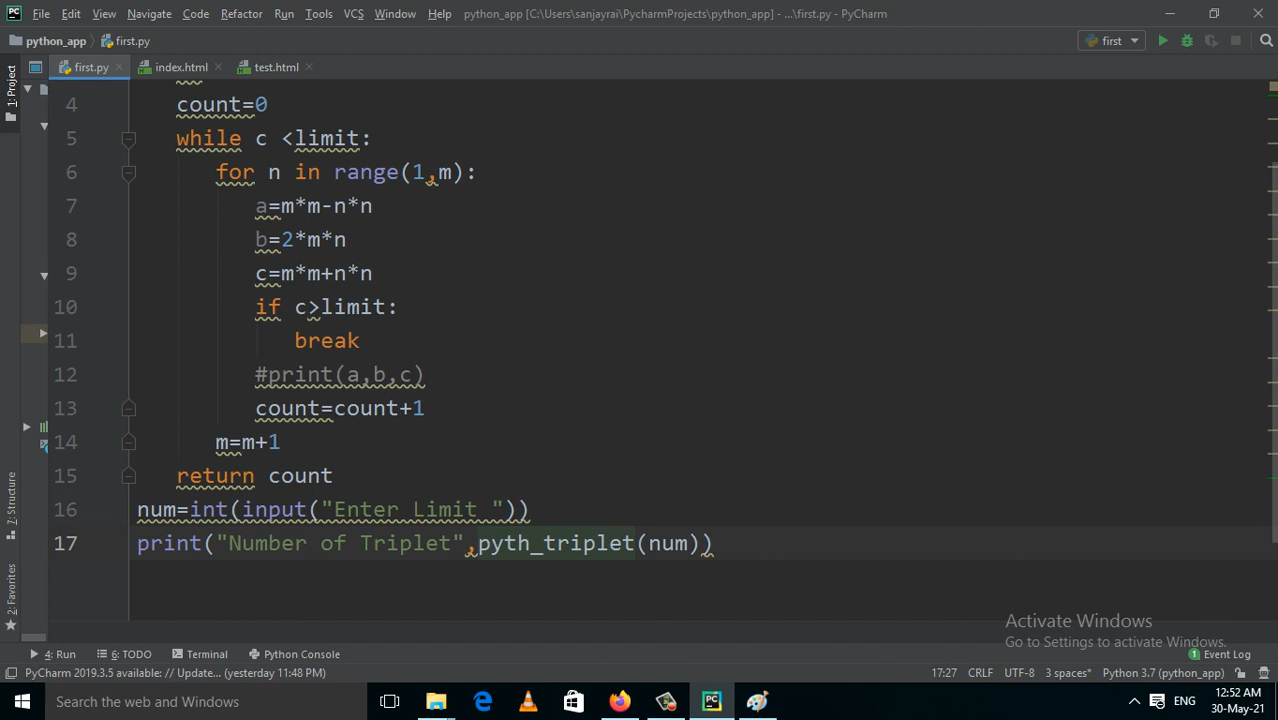 File Edit View Navigate Code Refactor Run Tools VCS Window Help python_app [C:\Users\sanjayrai\PycharmProjects\python_app] - ...\first.py - PyCharm
python_app first.py first
first.py index.html test.html
1: Project
4 count=0
5 while c <limit:
6 for n in range(1,m):
7 a=m*m-n*n
8 b=2*m*n
9 c=m*m+n*n
10 if c>limit:
11 break
12 #print(a,b,c)
13 count=count+1
14 m=m+1
15 return count
16 num=int(input("Enter Limit "))
17 print("Number of Triplet",pyth_triplet(num))
7: Structure
2: Favorites
Activate Windows
Go to Settings to activate Windows.
4: Run 6: TODO Terminal Python Console 1 Event Log
PyCharm 2019.3.5 available: // Update... (yesterday 11:48 PM) 17:27 CRLF UTF-8 3 spaces* Python 3.7 (python_app)
Search the web and Windows PC ENG 12:52 AM
30-May-21